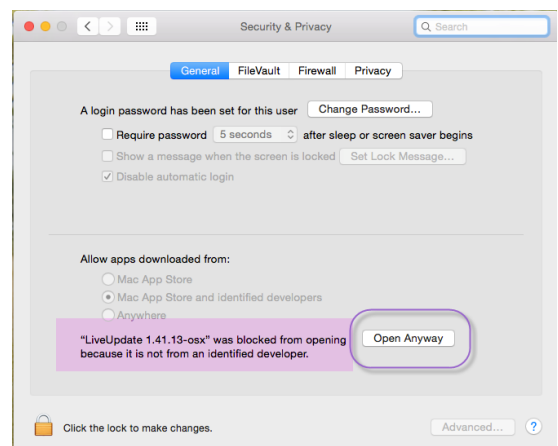 Security & Privacy
Search
General FileVault Firewall Privacy
A login password has been set for this user Change Password...
Require password 5 seconds after sleep or screen saver begins
Show a message when the screen is locked Set Lock Message...
Disable automatic login
Allow apps downloaded from:
Mac App Store
Mac App Store and identified developers
Anywhere
“LiveUpdate 1.41.13-osx” was blocked from opening Open Anyway
because it is not from an identified developer.
Click the lock to make changes. Advanced... ?